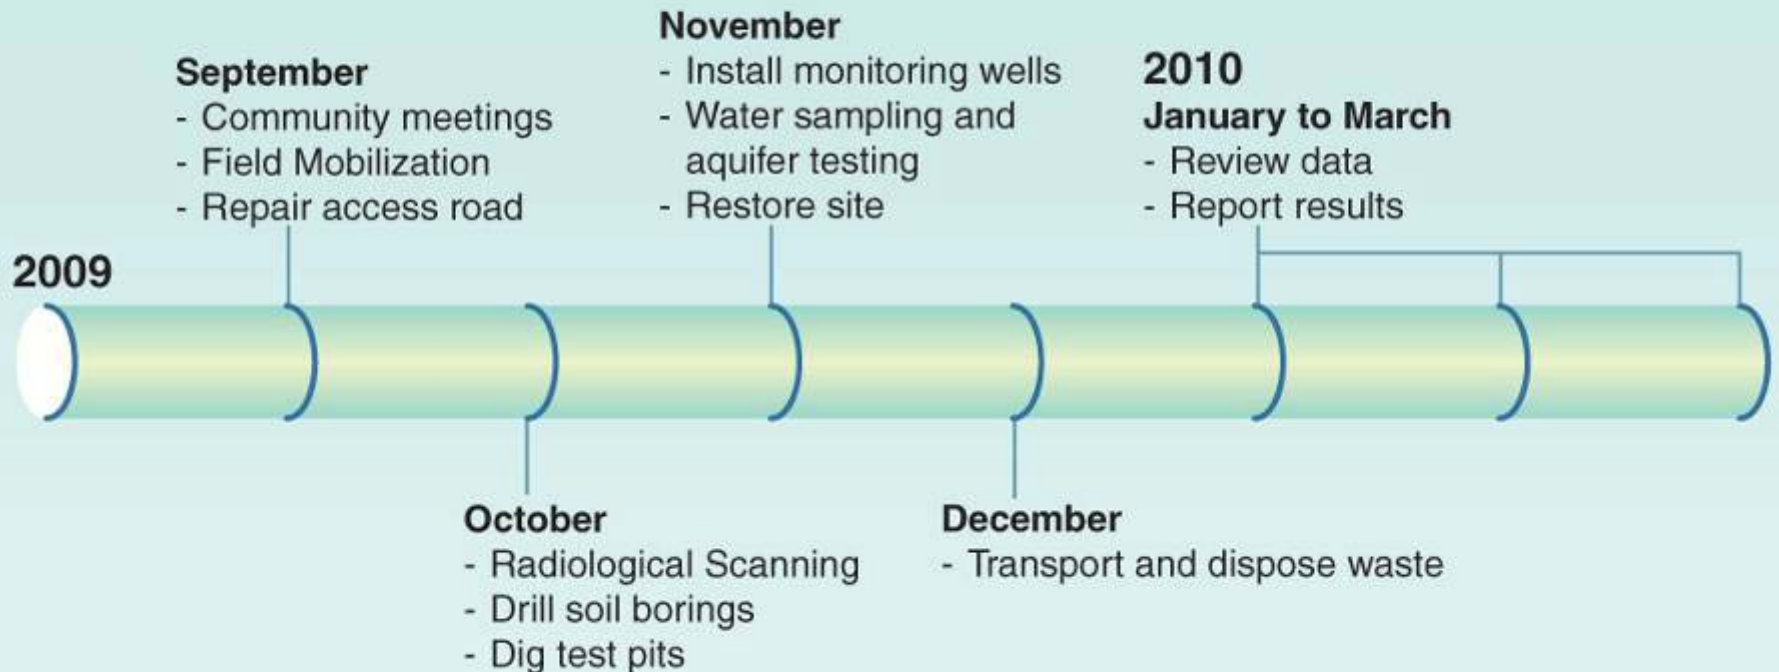 2009
September
- Community meetings
- Field Mobilization
- Repair access road
October
- Radiological Scanning
- Drill soil borings
- Dig test pits
November
- Install monitoring wells
- Water sampling and
aquifer testing
- Restore site
December
- Transport and dispose waste
2010
January to March
- Review data
- Report results